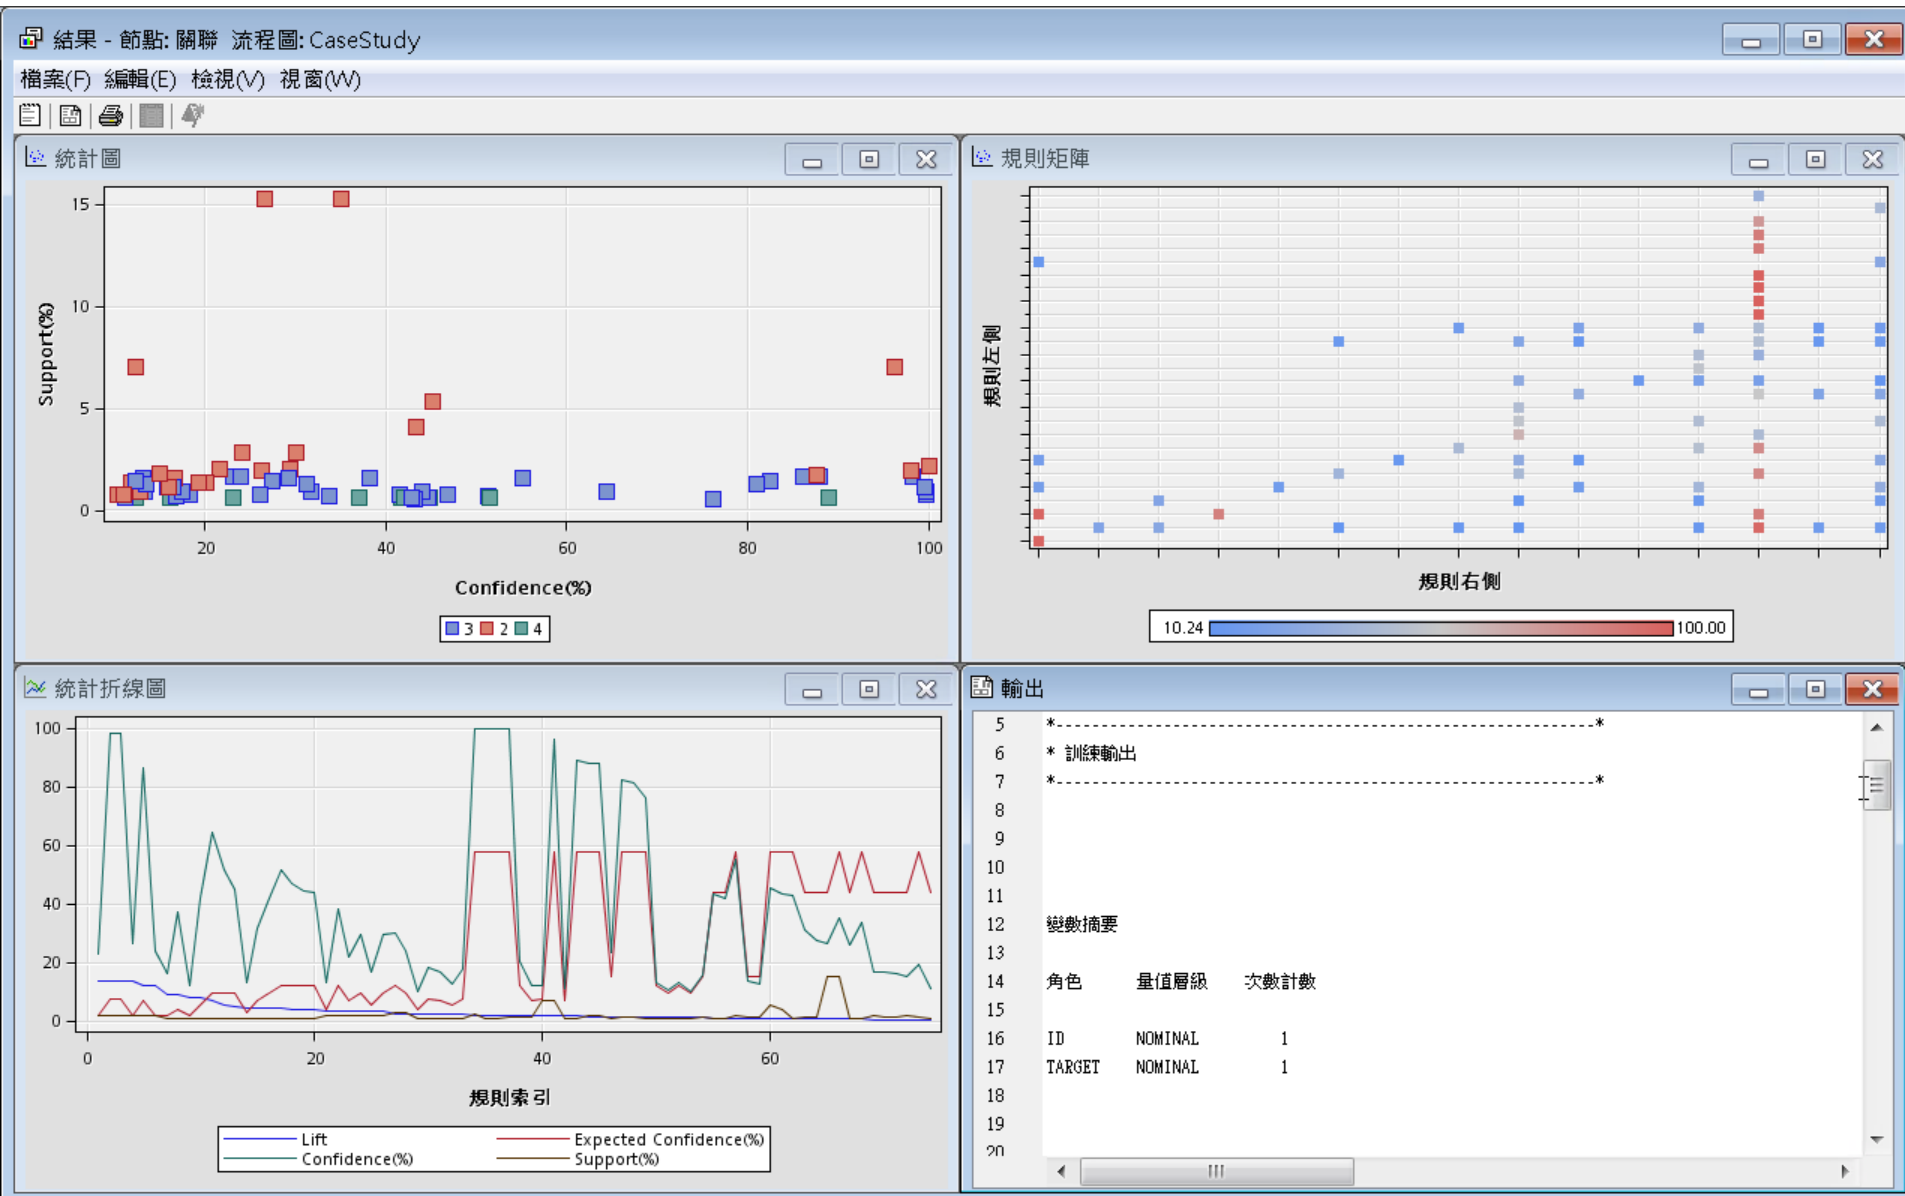 結果 - 節點: 關聯 流程圖: CaseStudy
檔案(F) 編輯(E) 檢視(V) 視窗(W)
統計圖
15
10
5
0
Support(%)
20 40 60 80 100
Confidence(%)
3 2 4
規則矩陣
規則左側
規則右側
10.24 100.00
統計折線圖
100
80
60
40
20
0
0 20 40 60
規則索引
Lift Expected Confidence(%)
Confidence(%) Support(%)
輸出
5 *------------------------------------------------------------*
6 * 訓練輸出
7 *------------------------------------------------------------*
8
9
10
11
12 變數摘要
13
14 角色 量值層級 次數計數
15
16 ID NOMINAL 1
17 TARGET NOMINAL 1
18
19
20